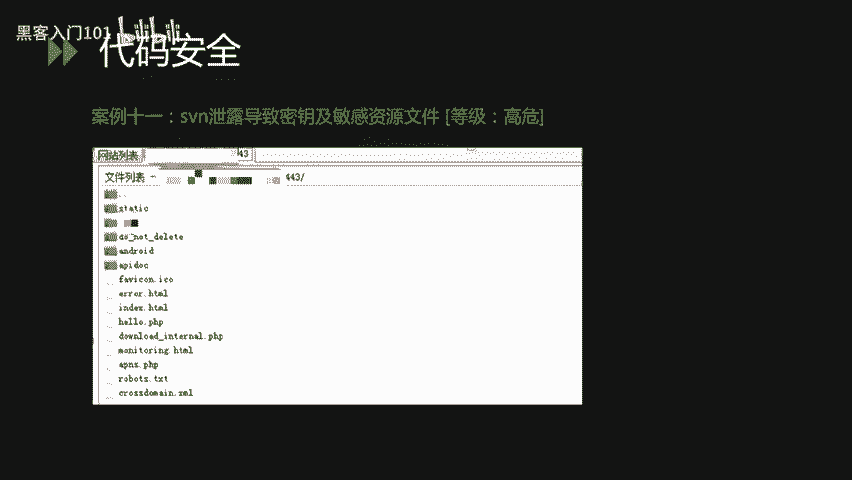 黑客入门101
代码安全
案例十一：svn泄露导致密钥及敏感资源文件 [等级：高危]
网站列表 43
文件列表 - 443/
..
static
do_not_delete
android
apidoc
favicon.ico
error.html
index.html
hello.php
download_internal.php
monitoring.html
apns.php
robots.txt
crossdomain.xml